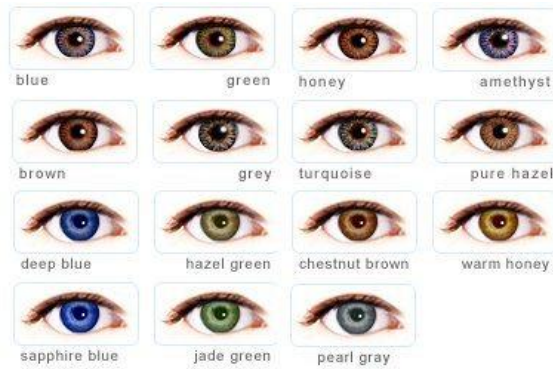 blue
green
honey
amethyst
brown
grey
turquoise
pure hazel
deep blue
hazel green
chestnut brown
warm honey
sapphire blue
jade green
pearl gray